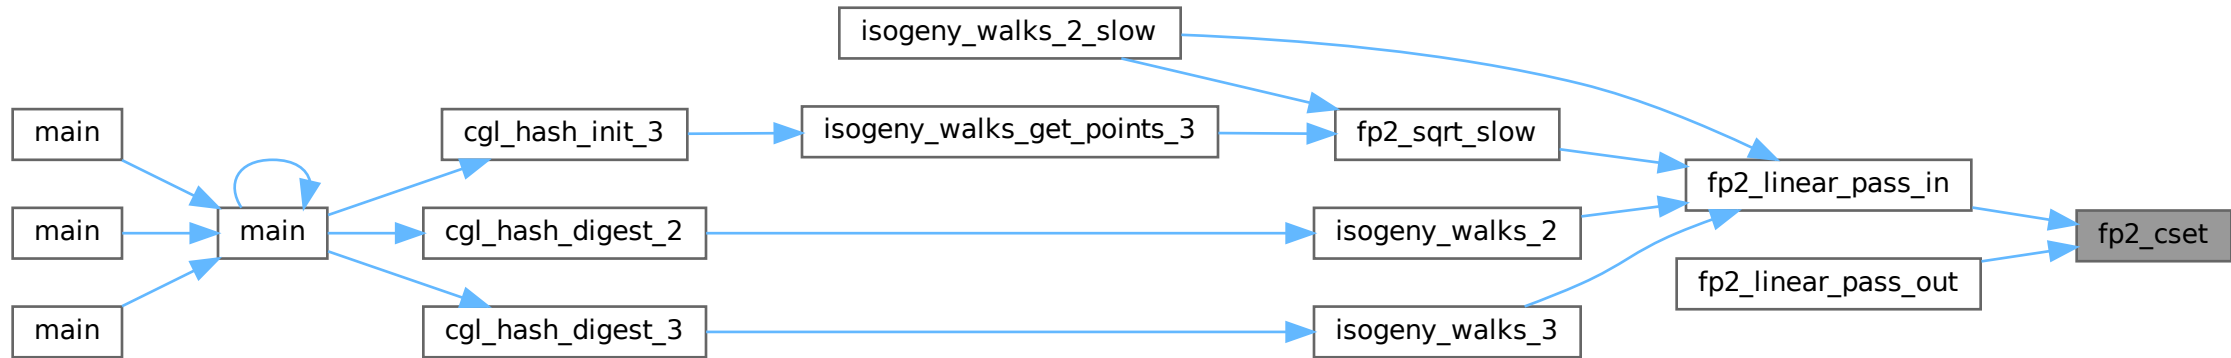 isogeny_walks_2_slow
main
cgl_hash_init_3
isogeny_walks_get_points_3
fp2_sqrt_slow
fp2_linear_pass_in
main
main
cgl_hash_digest_2
isogeny_walks_2
fp2_cset
fp2_linear_pass_out
main
cgl_hash_digest_3
isogeny_walks_3